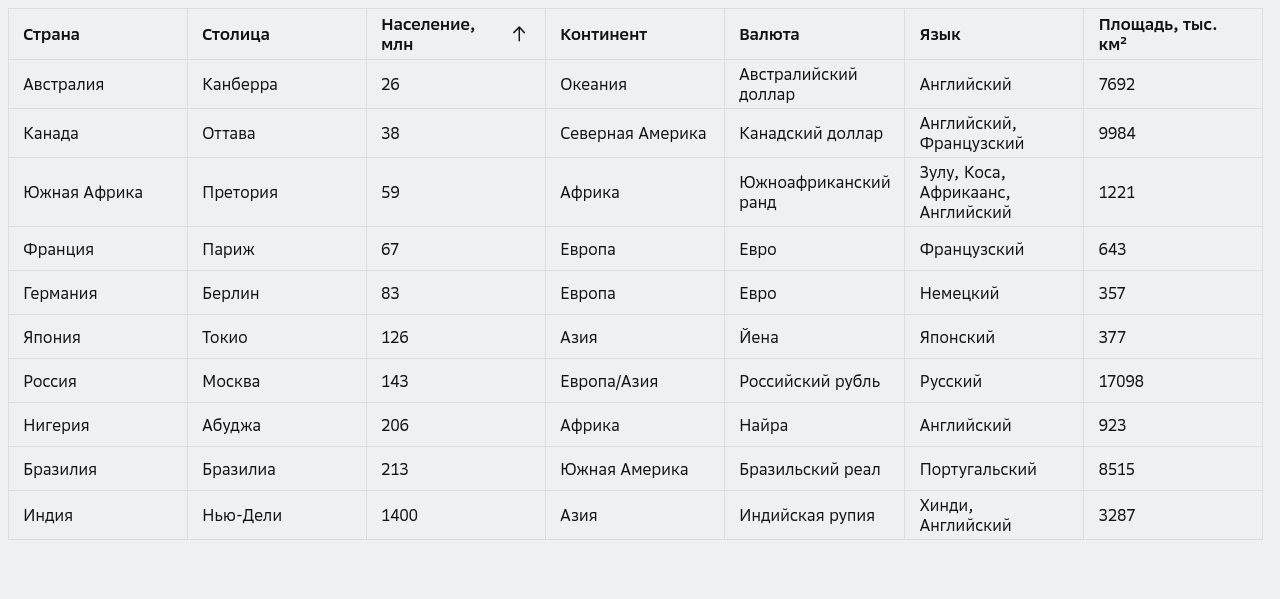 Страна Столица Население, млн Континент Валюта Язык Площадь, тыс. км²
Австралия Канберра 26 Океания Австралийский доллар Английский 7692
Канада Оттава 38 Северная Америка Канадский доллар Английский, Французский 9984
Южная Африка Претория 59 Африка Южноафриканский ранд Зулу, Коса, Африкаанс, Английский 1221
Франция Париж 67 Европа Евро Французский 643
Германия Берлин 83 Европа Евро Немецкий 357
Япония Токио 126 Азия Йена Японский 377
Россия Москва 143 Европа/Азия Российский рубль Русский 17098
Нигерия Абуджа 206 Африка Найра Английский 923
Бразилия Бразилиа 213 Южная Америка Бразильский реал Португальский 8515
Индия Нью-Дели 1400 Азия Индийская рупия Хинди, Английский 3287